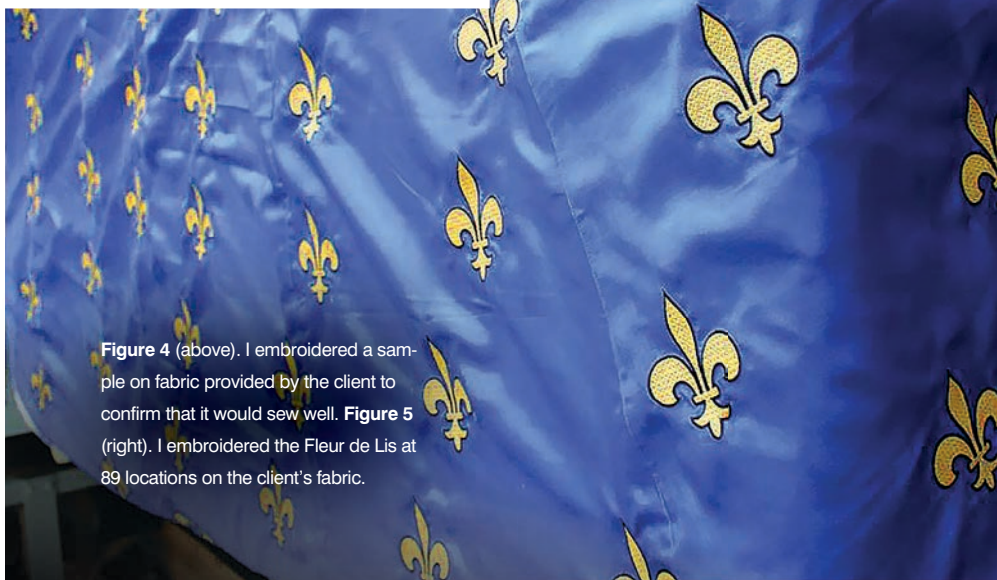 Figure 4 (above). I embroidered a sam-
ple on fabric provided by the client to
confirm that it would sew well. Figure 5
(right). I embroidered the Fleur de Lis at
89 locations on the client's fabric.